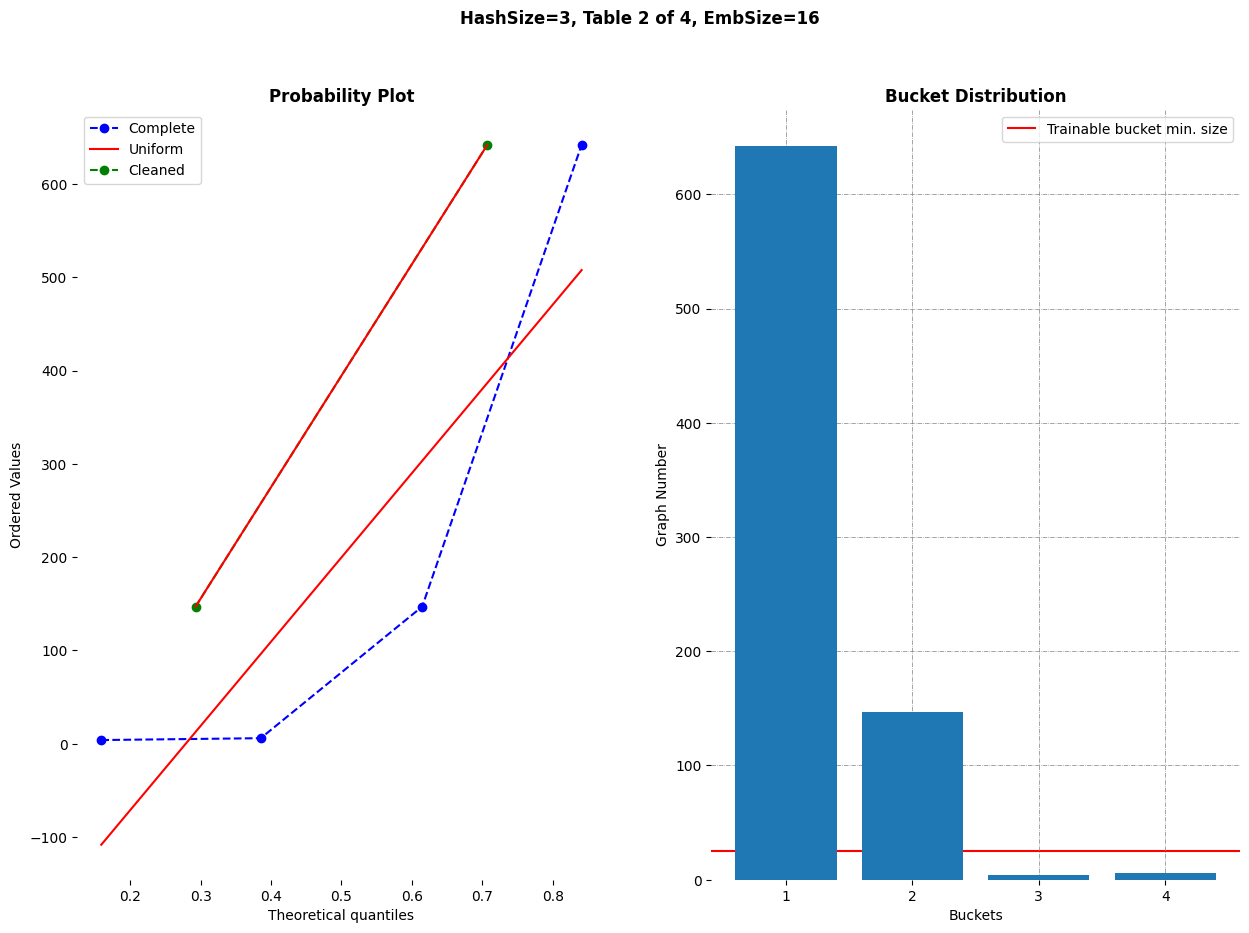 HashSize=3, Table 2 of 4, EmbSize=16
Probability Plot
Complete
Uniform
Cleaned
600
500
400
300
200
100
0
−100
Ordered Values
0.2 0.3 0.4 0.5 0.6 0.7 0.8
Theoretical quantiles
Bucket Distribution
Trainable bucket min. size
600
500
400
300
200
100
0
Graph Number
1 2 3 4
Buckets